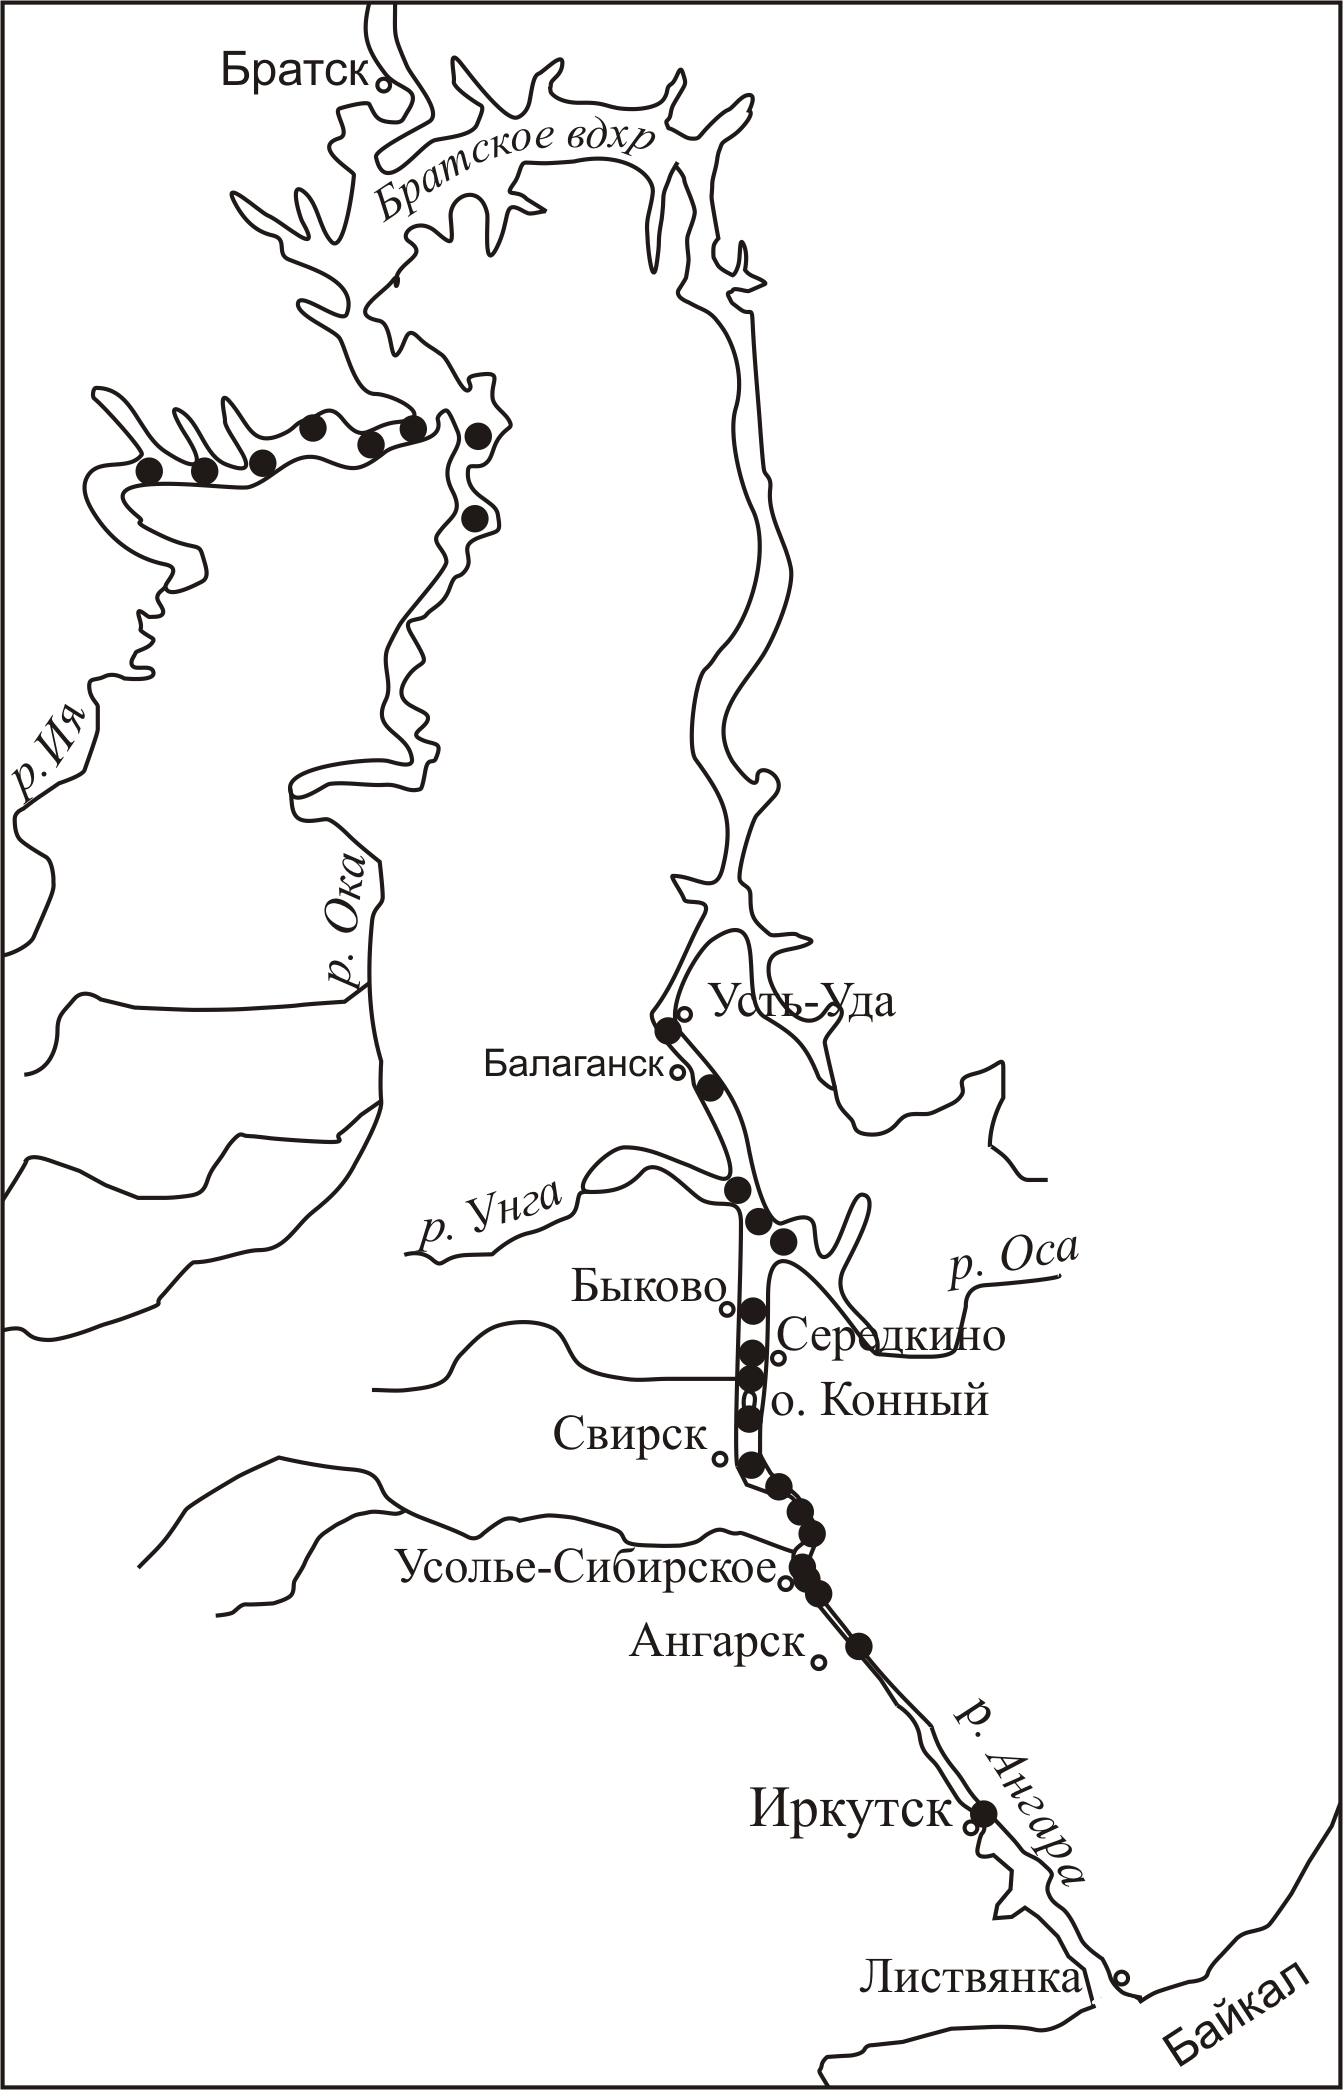 Братск
Братское вдхр
р. Ия
р. Ока
Усть-Уда
Балаганск
р. Унга
р. Оса
Быково
Середкино
о. Конный
Свирск
Усолье-Сибирское
Ангарск
р. Ангара
Иркутск
Листвянка
Байкал